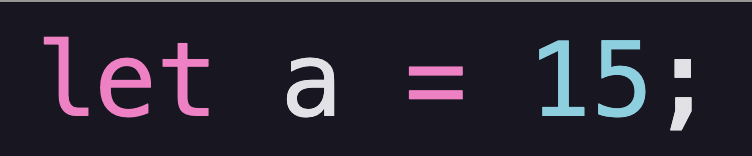 let a = 15;